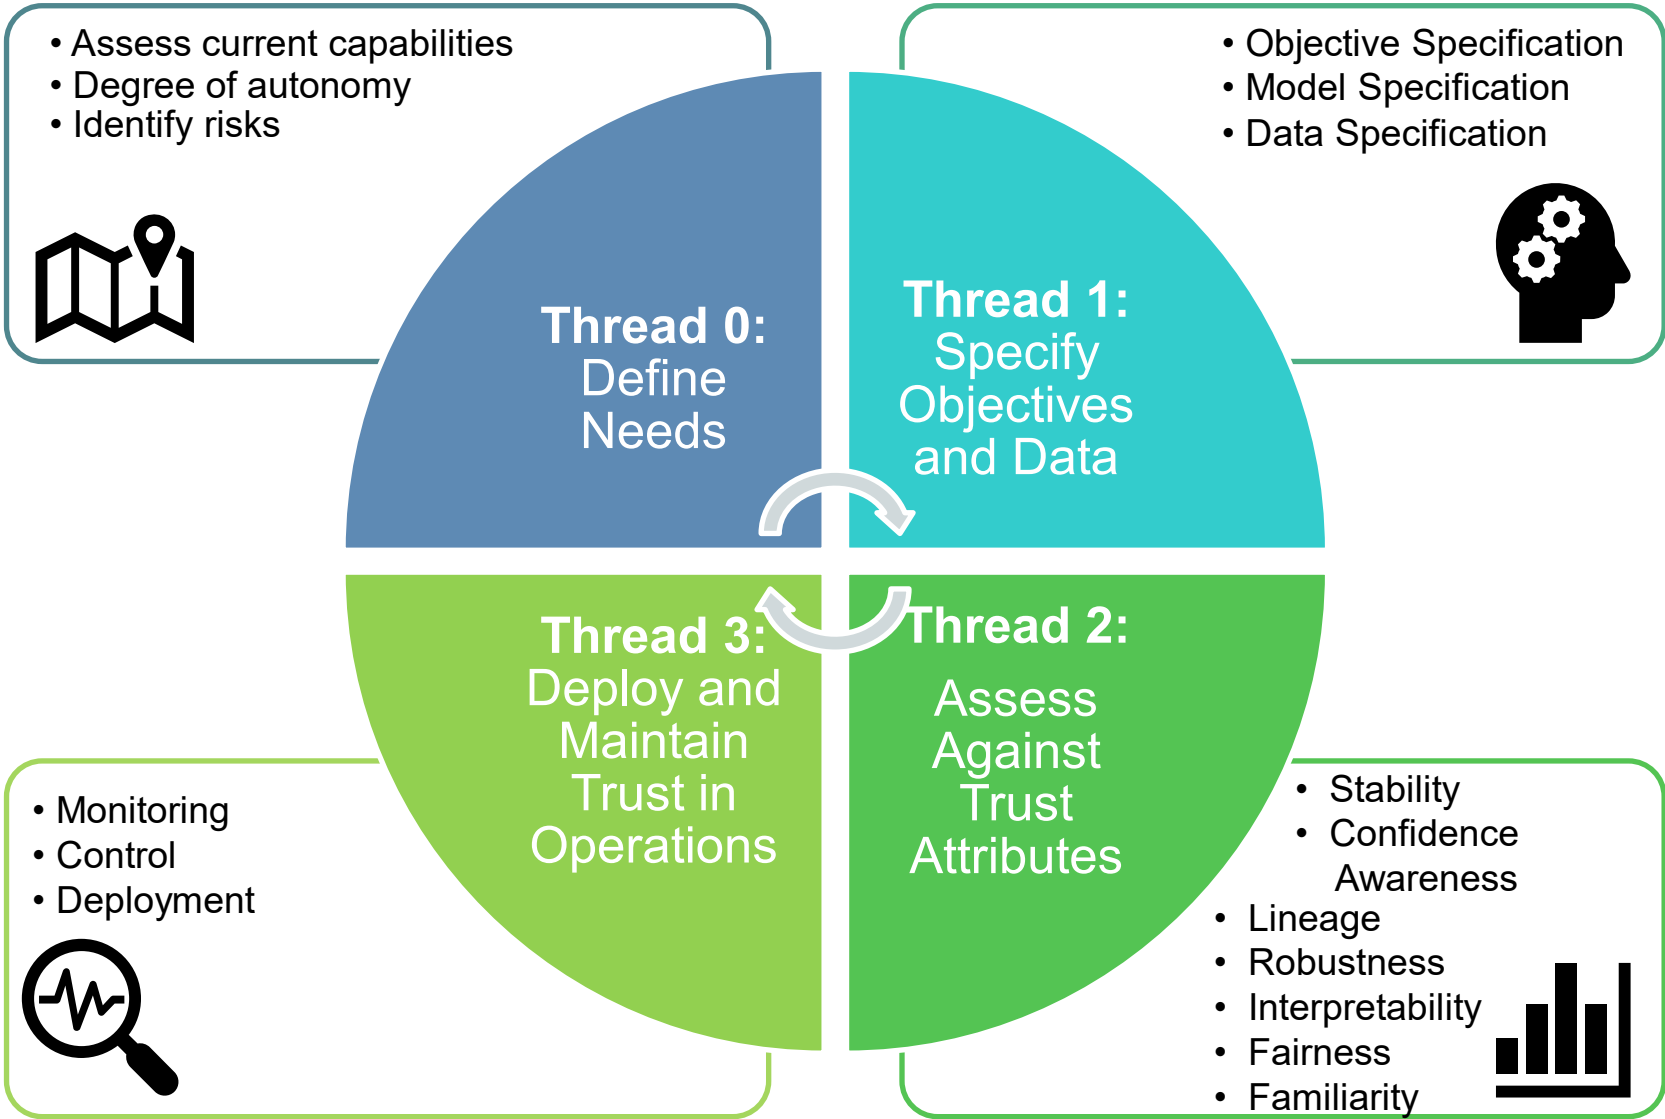 • Assess current capabilities
• Degree of autonomy
• Identify risks
• Objective Specification
• Model Specification
• Data Specification
Thread 0:
Define
Needs
Thread 1:
Specify
Objectives
and Data
Thread 3:
Deploy and
Maintain
Trust in
Operations
Thread 2:
Assess
Against
Trust
Attributes
• Monitoring
• Control
• Deployment
• Stability
• Confidence
Awareness
• Lineage
• Robustness
• Interpretability
• Fairness
• Familiarity